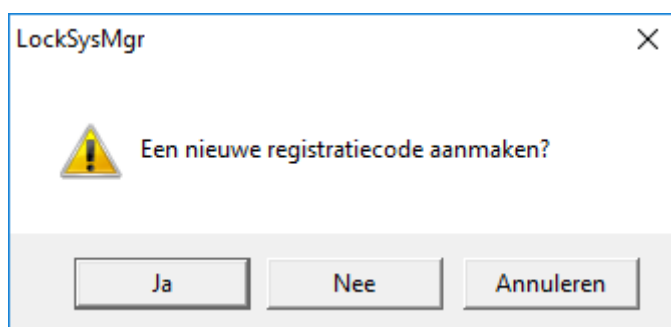 LockSysMgr
Een nieuwe registratiecode aanmaken?
Ja Nee Annuleren